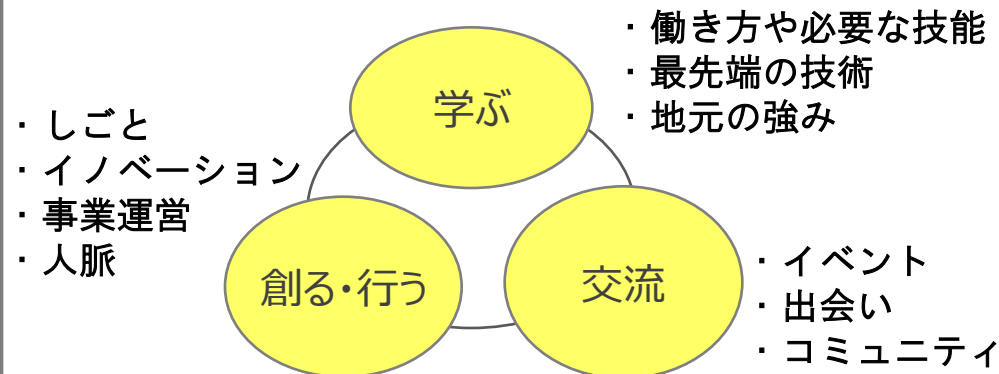 ・働き方や必要な技能
・最先端の技術
・地元の強み
学ぶ
・しごと
・イノベーション
・事業運営
・人脈
創る・行う
交流
・イベント
・出会い
・コミュニティ